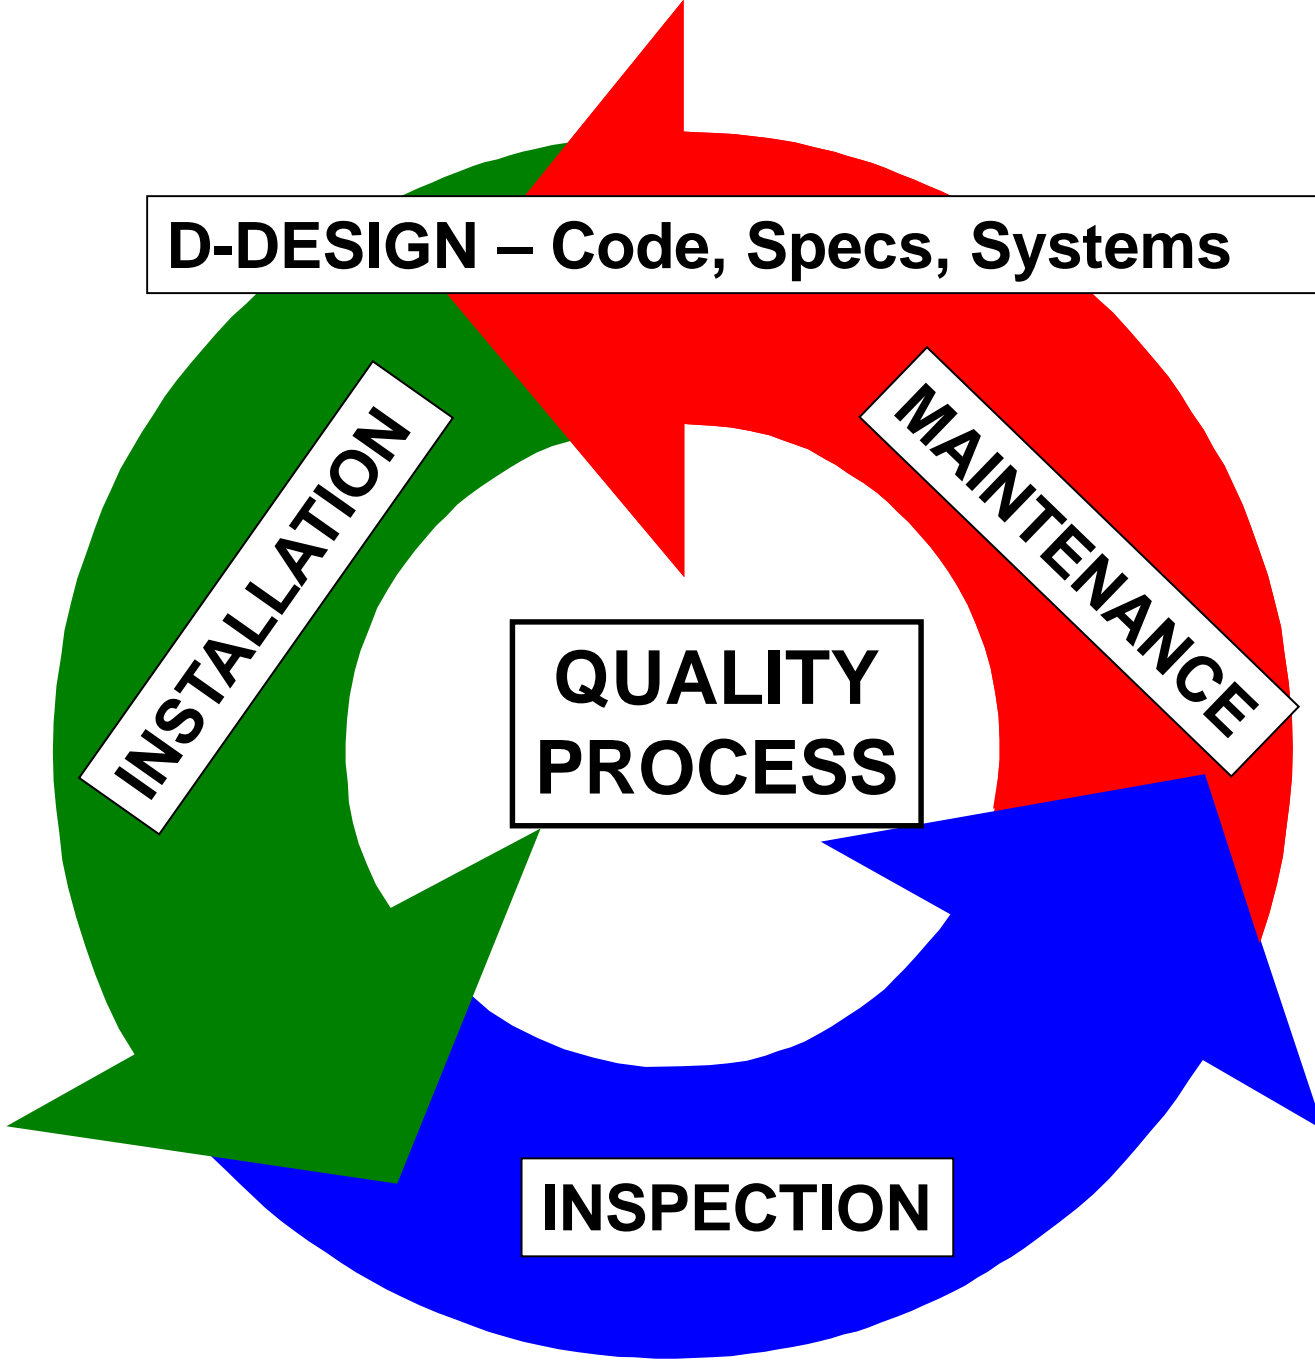 D-DESIGN – Code, Specs, Systems
INSTALLATION
MAINTENANCE
QUALITY
PROCESS
INSPECTION